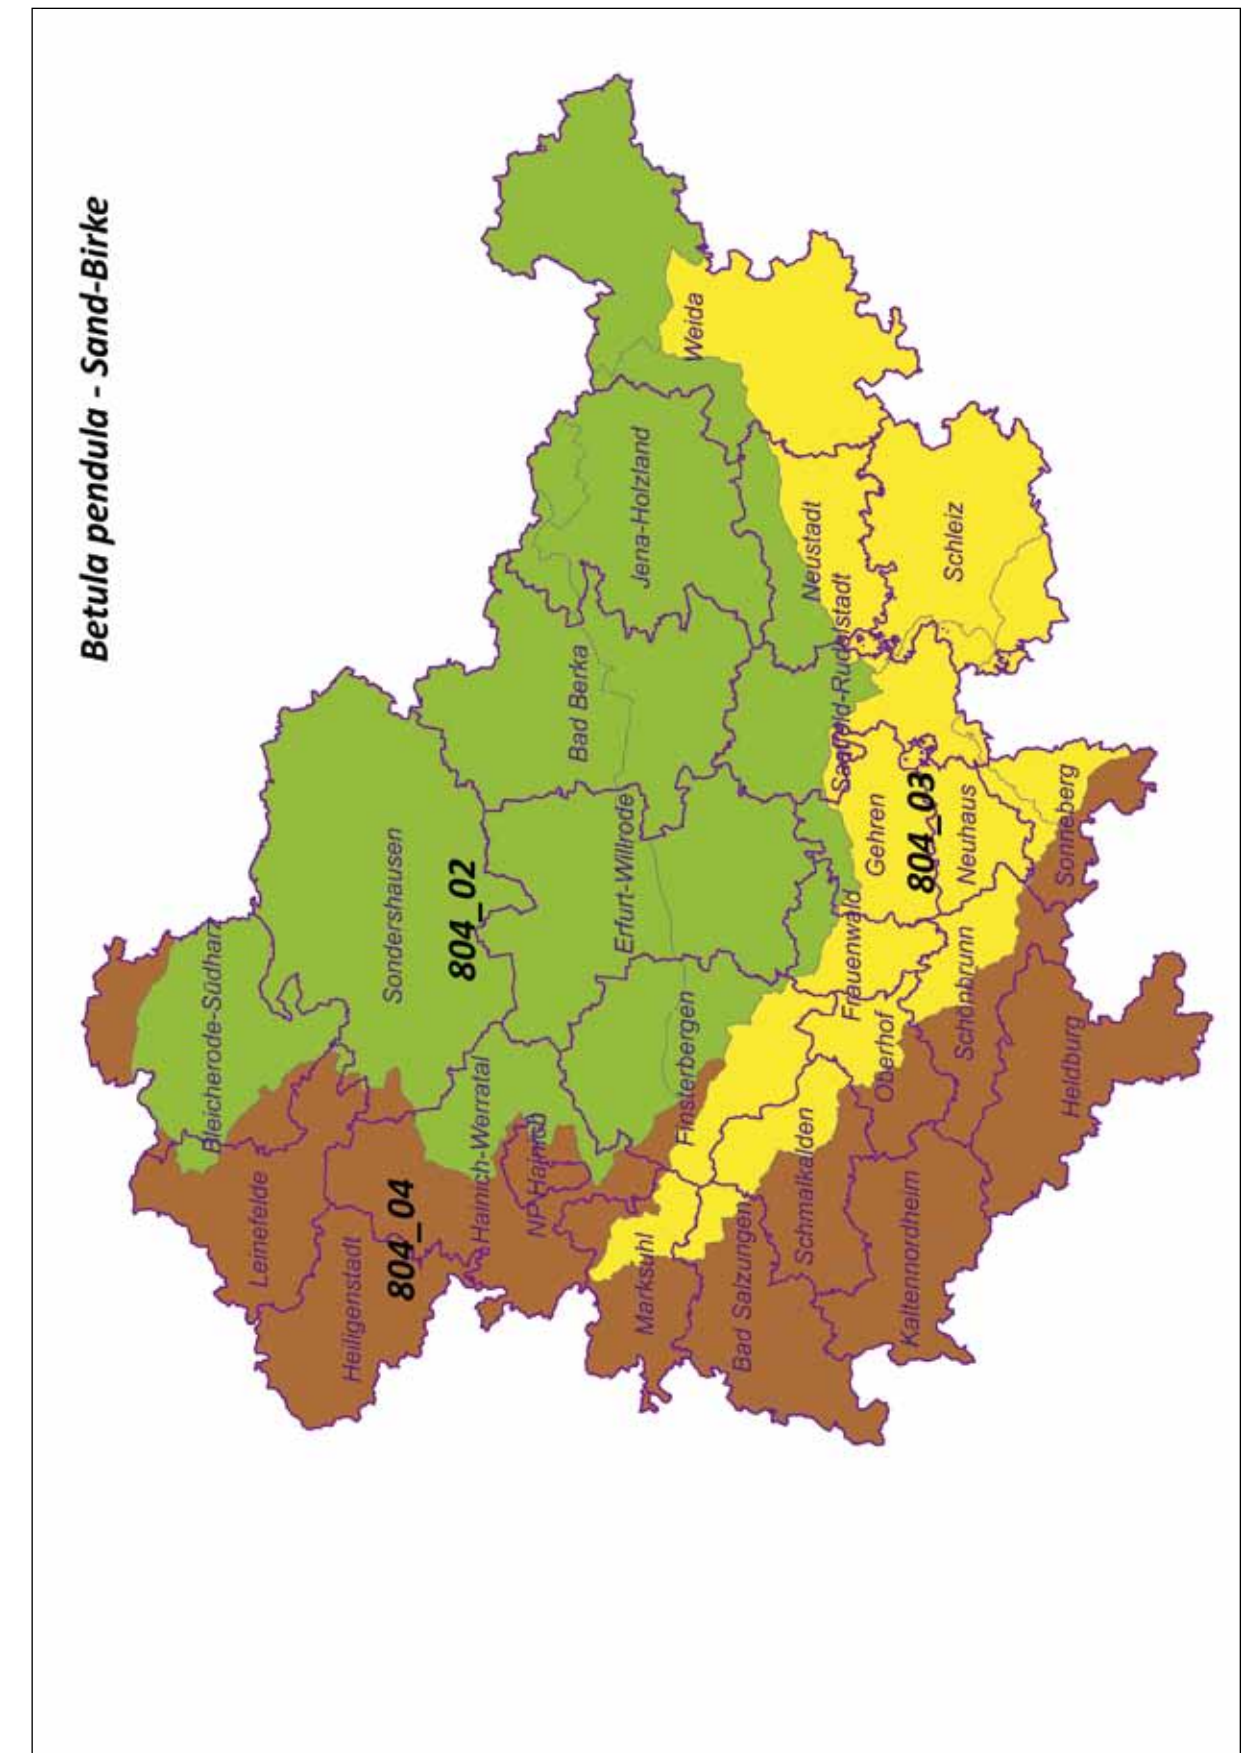 Betula pendula - Sand-Birke
Bleicherode-Südharz
Leinefelde
Heiligenstadt
Sondershausen
804_04
804_02
Hainich-Werratal
NP Hainich
Bad Berka
Erfurt-Willrode
Jena-Holzland
Marksuhl
Finsterbergen
Weida
Bad Salzungen
Schmalkalden
Neustadt
Saalfeld-Rudolstadt
Frauenwald
Oberhof
Gehren
Kaltennordheim
804_03
Schönbrunn
Neuhaus
Schleiz
Heldburg
Sonneberg